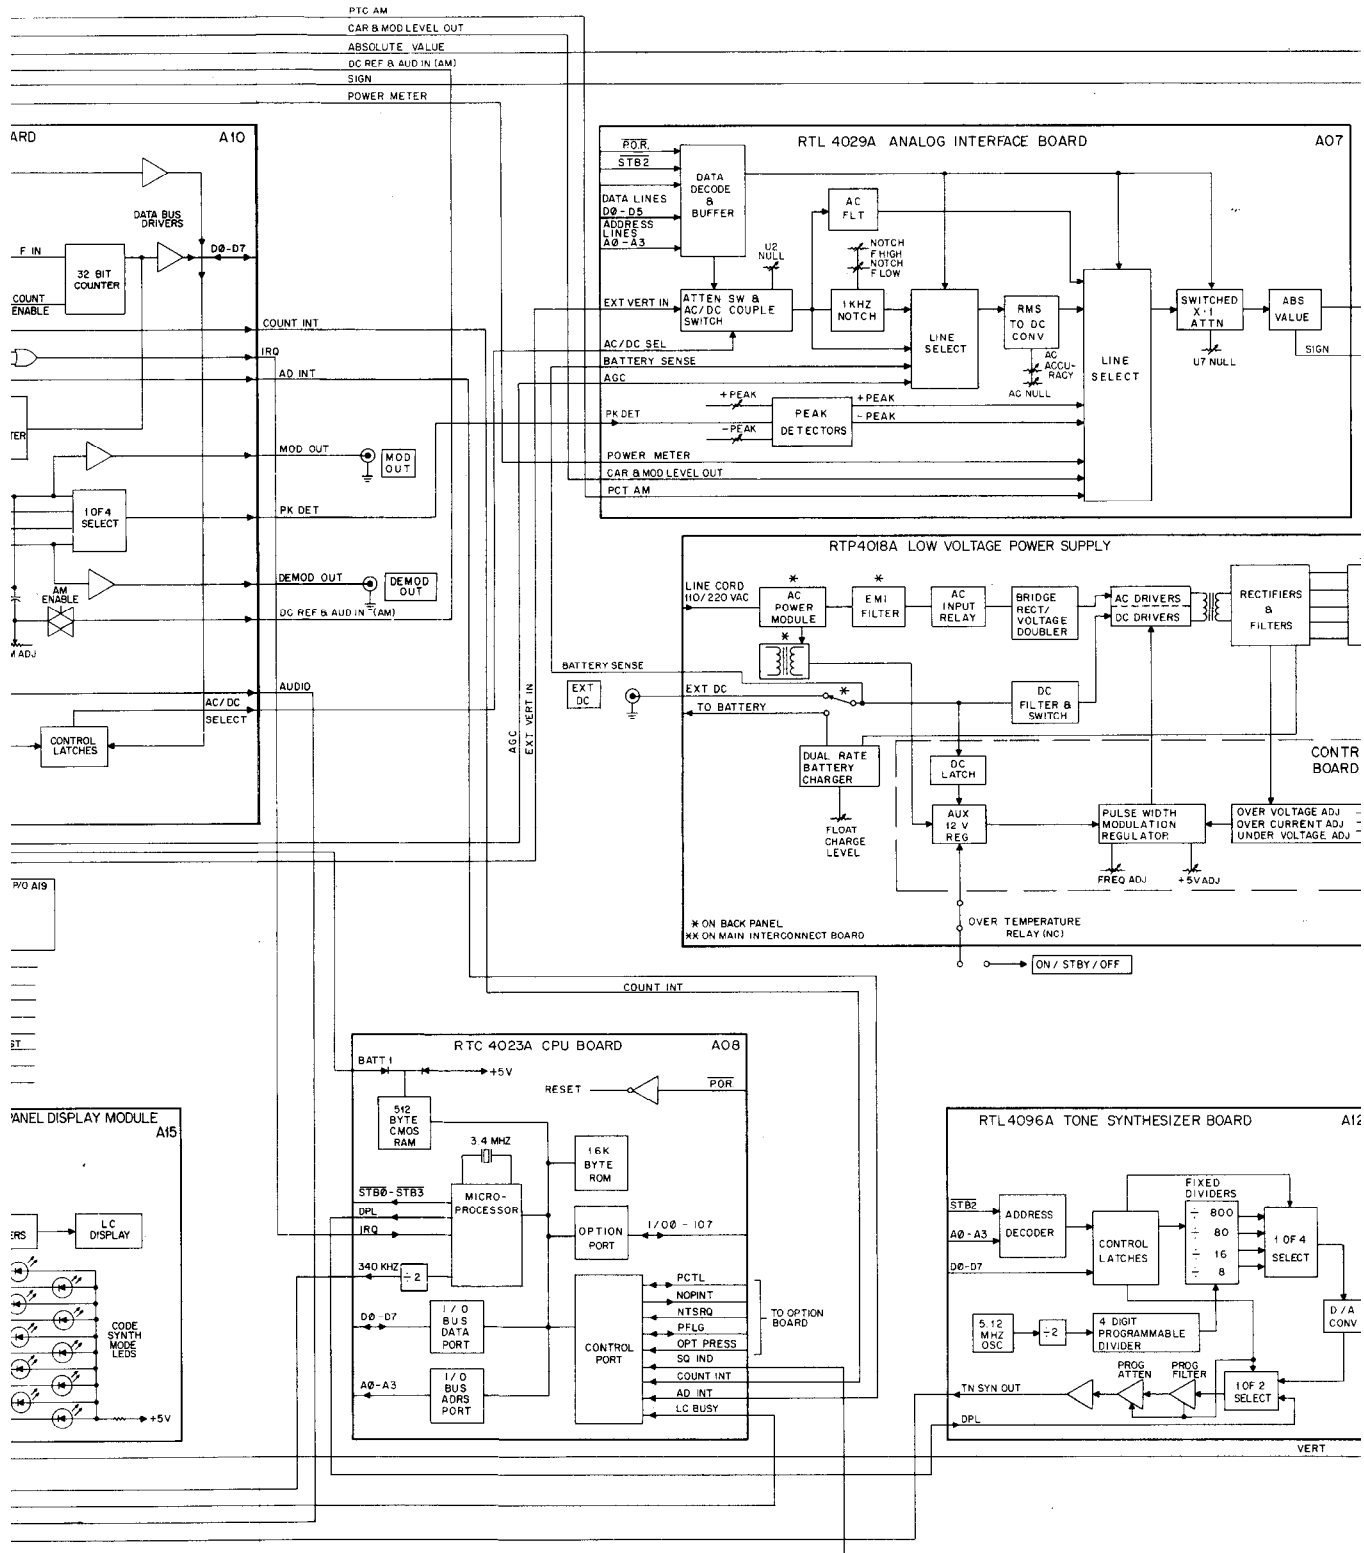 PTC AM
CAR & MOD LEVEL OUT
ABSOLUTE VALUE
DC REF & AUD IN (AM)
SIGN
POWER METER
ARD
A10
DATA BUS
DRIVERS
F IN
32 BIT
COUNTER
D0-D7
COUNT
ENABLE
COUNT INT
IRQ
AD INT
TER
MOD OUT
MOD
OUT
1 OF 4
SELECT
PK DET
DEMOD OUT
DEMOD
OUT
AM
ENABLE
DC REF & AUD IN (AM)
M ADJ
AUDIO
AC/DC
SELECT
CONTROL
LATCHES
AGC
EXT VERT IN
P/O A19
ST
RTL 4029A ANALOG INTERFACE BOARD
A07
P.O.R.
STB2
DATA LINES
D0-D5
ADDRESS
LINES
A0-A3
DATA
DECODE
&
BUFFER
U2
NULL
AC
FLT
NOTCH
F HIGH
NOTCH
F LOW
EXT VERT IN
ATTEN SW &
AC/DC COUPLE
SWITCH
1KHZ
NOTCH
LINE
SELECT
RMS
TO DC
CONV
AC
ACCU-
RACY
AC NULL
LINE
SELECT
SWITCHED
X·1
ATTN
U7 NULL
ABS
VALUE
SIGN
AC/DC SEL
BATTERY SENSE
AGC
+PEAK
PK DET
-PEAK
PEAK
DETECTORS
+PEAK
-PEAK
POWER METER
CAR & MOD LEVEL OUT
PCT AM
RTP4018A LOW VOLTAGE POWER SUPPLY
LINE CORD
110/220 VAC
*
AC
POWER
MODULE
*
EMI
FILTER
AC
INPUT
RELAY
BRIDGE
RECT/
VOLTAGE
DOUBLER
AC DRIVERS
DC DRIVERS
RECTIFIERS
&
FILTERS
*
BATTERY SENSE
EXT
DC
EXT DC
TO BATTERY
*
DC
FILTER &
SWITCH
DUAL RATE
BATTERY
CHARGER
FLOAT
CHARGE
LEVEL
DC
LATCH
AUX
12 V
REG
CONTR
BOARD
PULSE WIDTH
MODULATION
REGULATOR
FREQ ADJ
+5V ADJ
OVER VOLTAGE ADJ
OVER CURRENT ADJ
UNDER VOLTAGE ADJ
* ON BACK PANEL
** ON MAIN INTERCONNECT BOARD
OVER TEMPERATURE
RELAY (NC)
ON / STBY / OFF
COUNT INT
RTC 4023A CPU BOARD
A08
BATT 1
+5V
RESET
POR
512
BYTE
CMOS
RAM
3.4 MHZ
16K
BYTE
ROM
STB0-STB3
DPL
IRQ
MICRO-
PROCESSOR
OPTION
PORT
I/O0 - IO7
340 KHZ
÷2
D0-D7
I / O
BUS
DATA
PORT
A0-A3
I/O
BUS
ADRS
PORT
CONTROL
PORT
PCTL
NOPINT
NTSRQ
PFLG
OPT PRESS
SQ IND
COUNT INT
AD INT
LC BUSY
TO OPTION
BOARD
PANEL DISPLAY MODULE
A15
ERS
LC
DISPLAY
CODE
SYNTH
MODE
LEDS
+5V
RTL4096A TONE SYNTHESIZER BOARD
A12
STB2
A0-A3
D0-D7
ADDRESS
DECODER
CONTROL
LATCHES
FIXED
DIVIDERS
÷ 800
÷ 80
÷ 16
÷ 8
1 OF 4
SELECT
5.12
MHZ
OSC
÷2
4 DIGIT
PROGRAMMABLE
DIVIDER
D/A
CONV
PROG
ATTEN
PROG
FILTER
1 OF 2
SELECT
TN SYN OUT
DPL
VERT